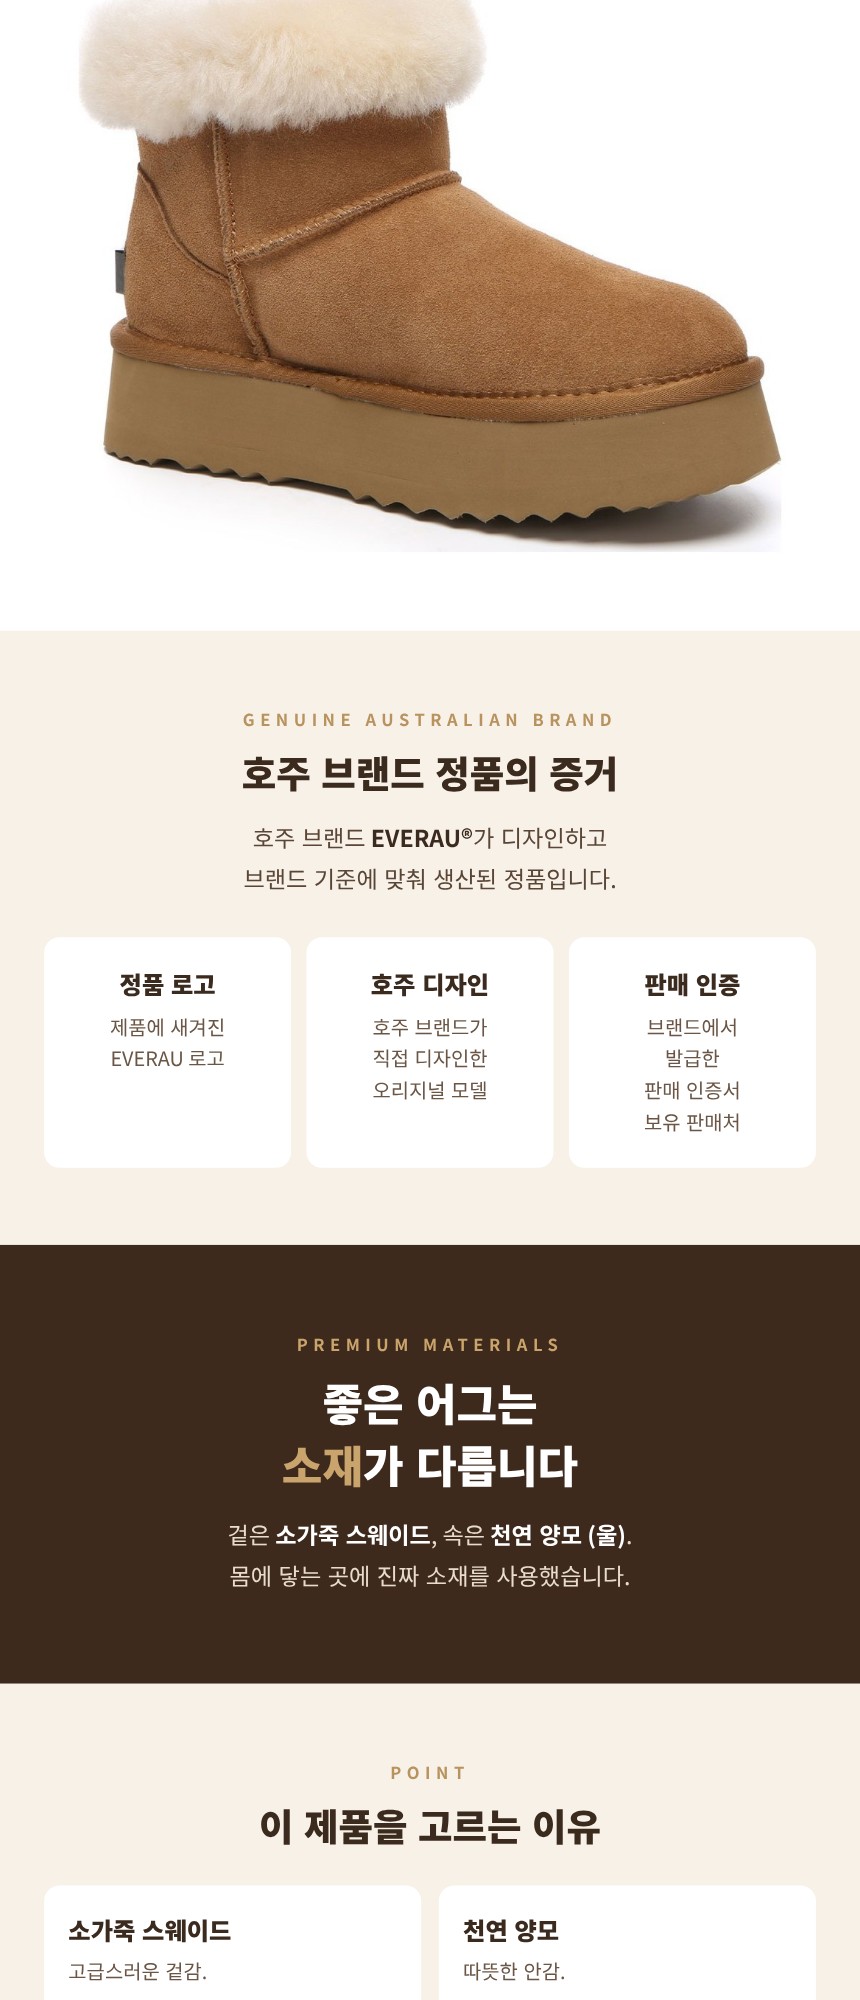 GENUINE AUSTRALIAN BRAND
호주 브랜드 정품의 증거
호주 브랜드 EVERAU®가 디자인하고
브랜드 기준에 맞춰 생산된 정품입니다.
정품 로고
제품에 새겨진
EVERAU 로고
호주 디자인
호주 브랜드가
직접 디자인한
오리지널 모델
판매 인증
브랜드에서
발급한
판매 인증서
보유 판매처
PREMIUM MATERIALS
좋은 어그는
소재가 다릅니다
겉은 소가죽 스웨이드, 속은 천연 양모 (울).
몸에 닿는 곳에 진짜 소재를 사용했습니다.
POINT
이 제품을 고르는 이유
소가죽 스웨이드
고급스러운 겉감.
천연 양모
따뜻한 안감.